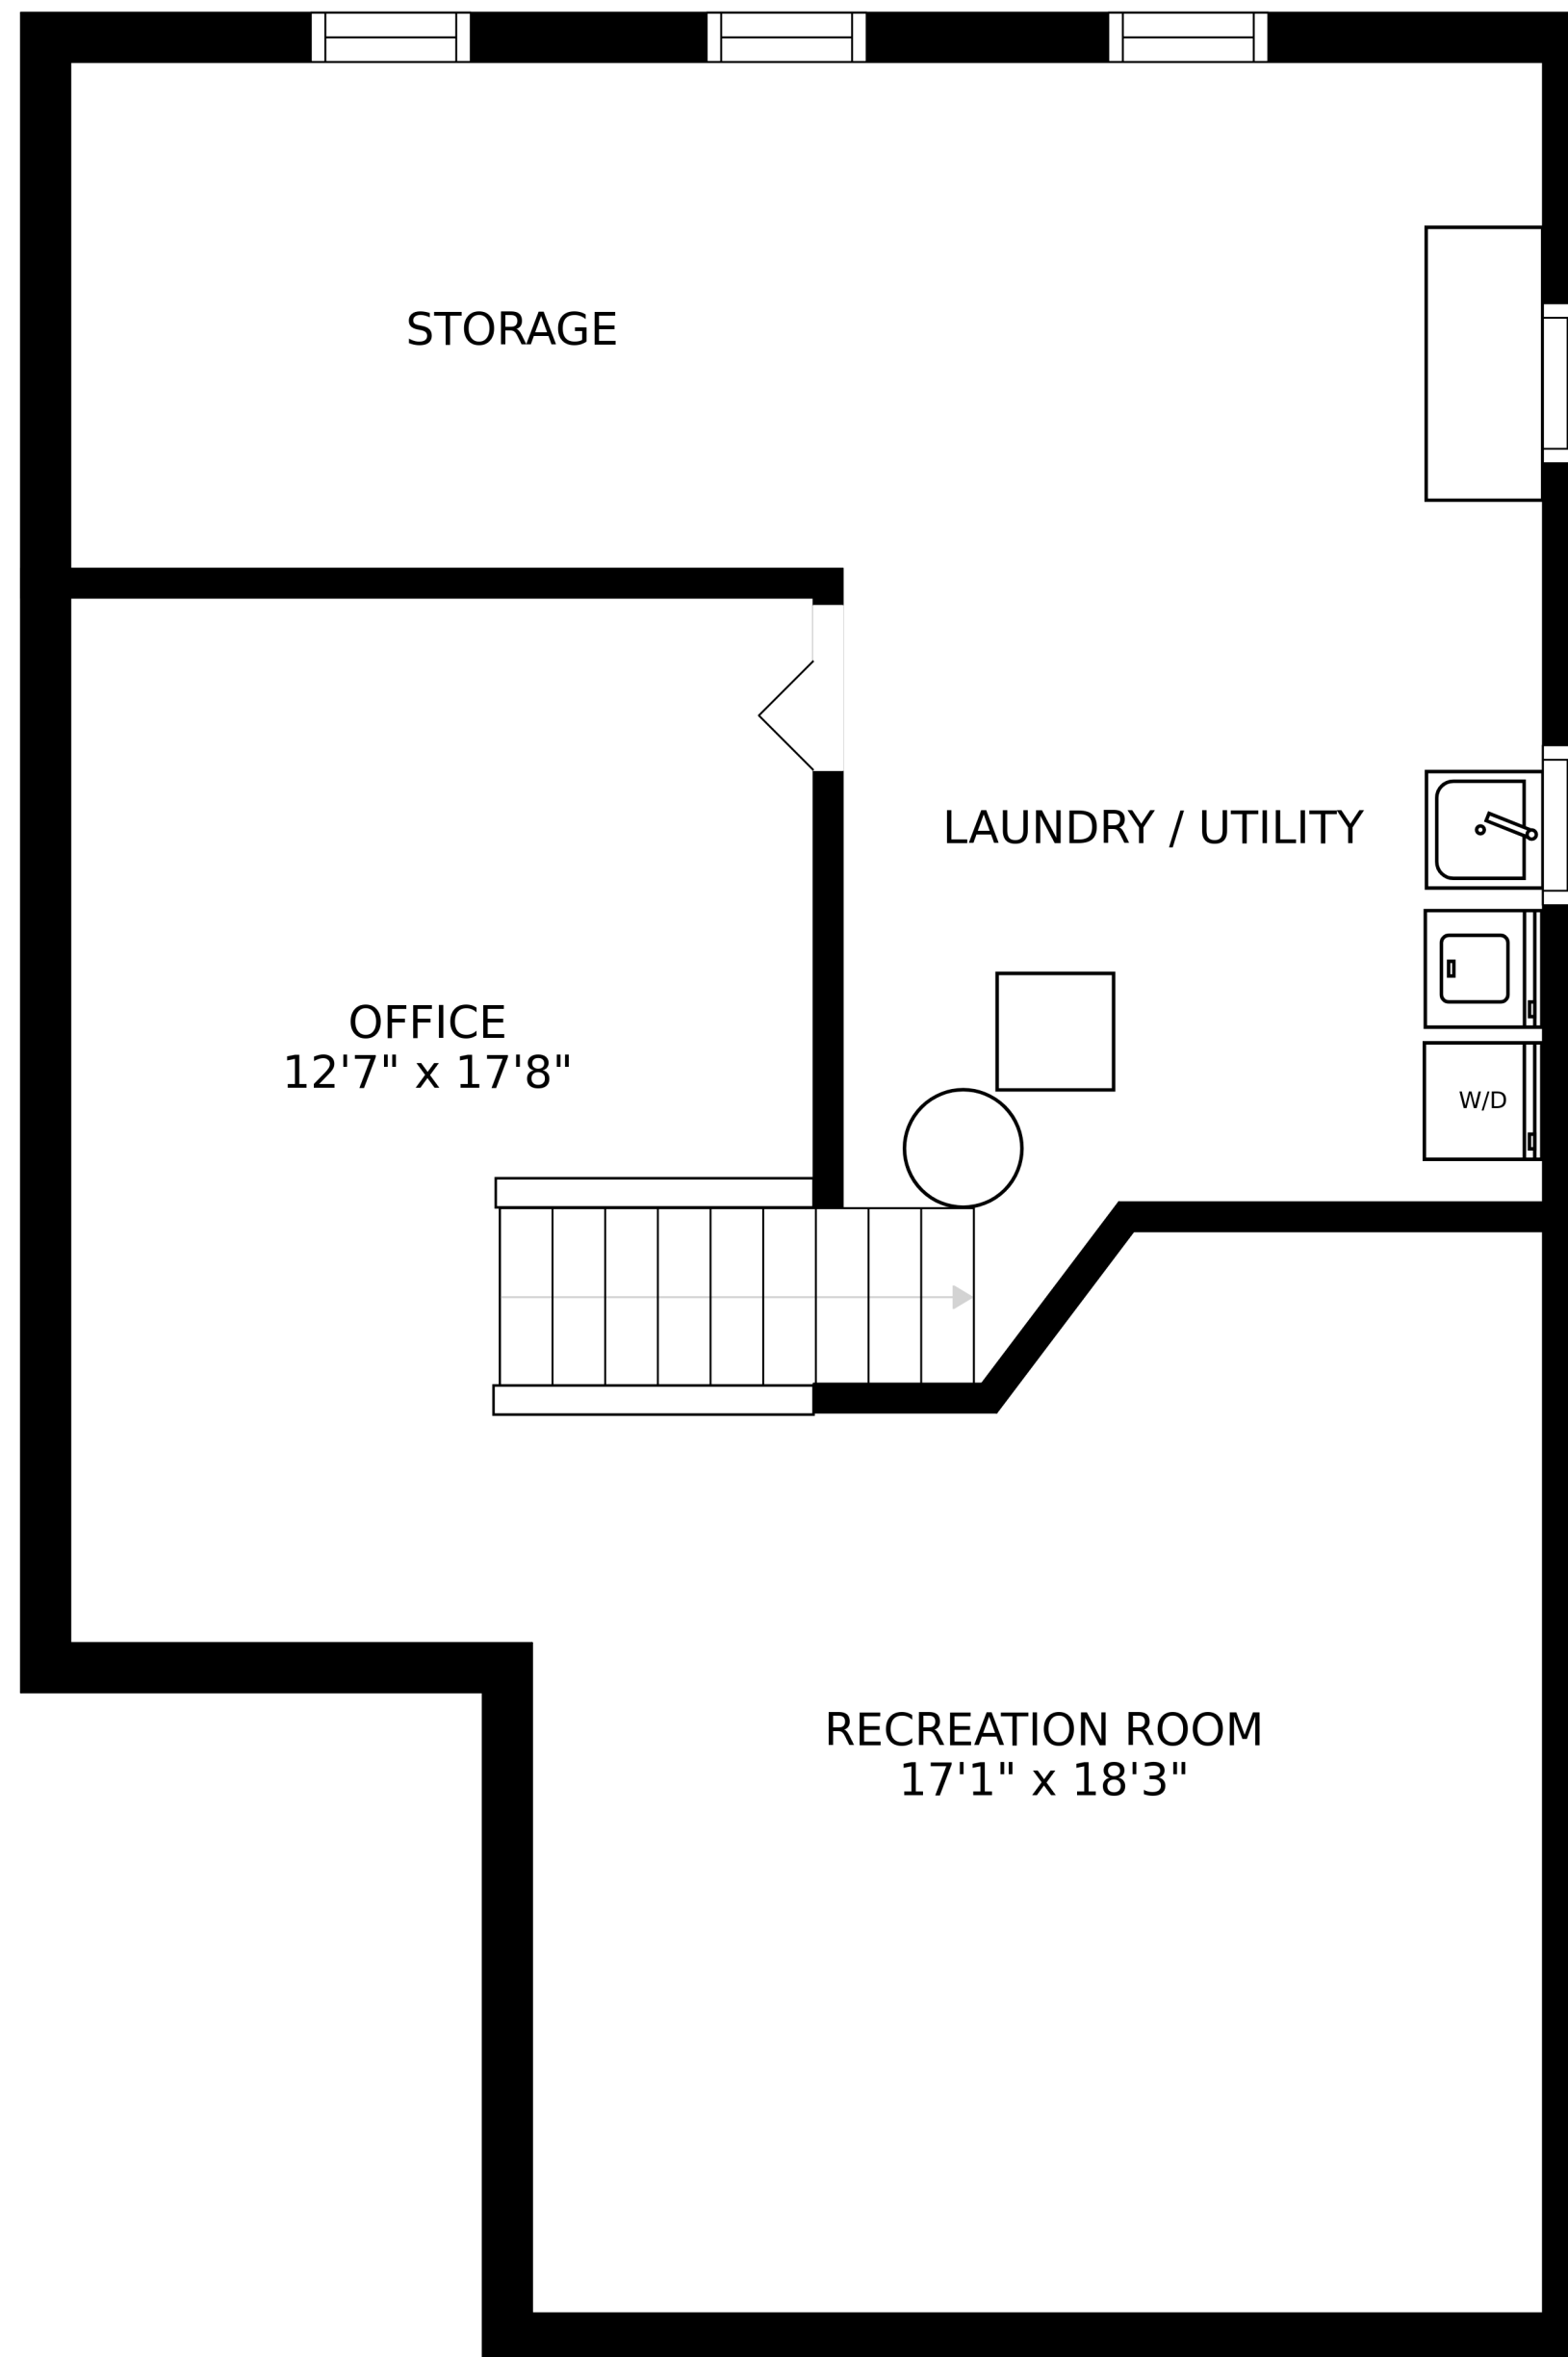 STORAGE
LAUNDRY / UTILITY
OFFICE
12'7" x 17'8"
W/D
RECREATION ROOM
17'1" x 18'3"